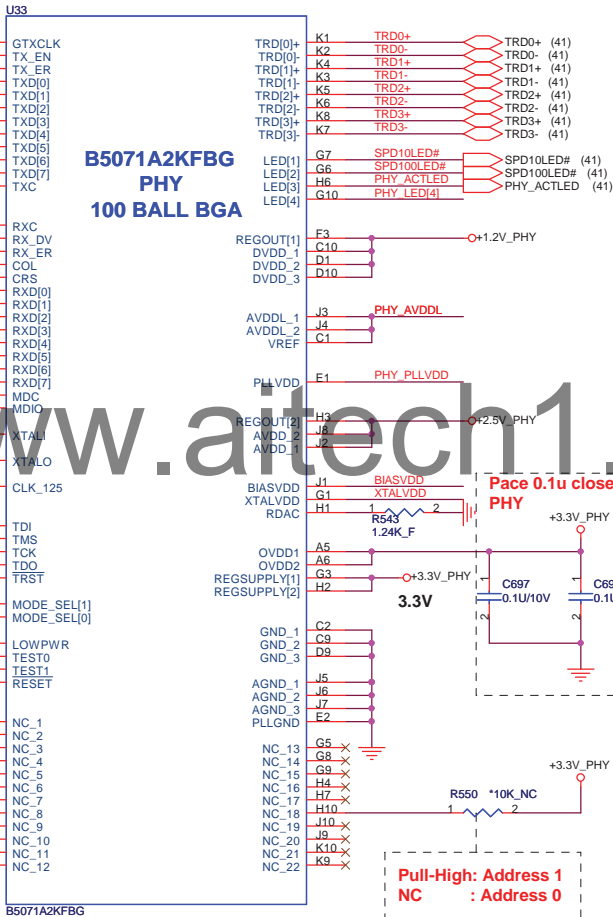 U33
GTXCLK
TX_EN
TX_ER
TXD[0]
TXD[1]
TXD[2]
TXD[3]
TXD[4]
TXD[5]
TXD[6]
TXD[7]
TXC
RXC
RX_DV
RX_ER
COL
CRS
RXD[0]
RXD[1]
RXD[2]
RXD[3]
RXD[4]
RXD[5]
RXD[6]
RXD[7]
MDC
MDIO
XTALI
XTALO
CLK_125
TDI
TMS
TCK
TDO
TRST
MODE_SEL[1]
MODE_SEL[0]
LOWPWR
TEST0
TEST1
RESET
NC_1
NC_2
NC_3
NC_4
NC_5
NC_6
NC_7
NC_8
NC_9
NC_10
NC_11
NC_12
B5071A2KFBG
PHY
100 BALL BGA
TRD[0]+ K1 TRD0+ TRD0+ (41)
TRD[0]- K2 TRD0- TRD0- (41)
TRD[1]+ K4 TRD1+ TRD1+ (41)
TRD[1]- K3 TRD1- TRD1- (41)
TRD[2]+ K5 TRD2+ TRD2+ (41)
TRD[2]- K6 TRD2- TRD2- (41)
TRD[3]+ K8 TRD3+ TRD3+ (41)
TRD[3]- K7 TRD3- TRD3- (41)
LED[1] G7 SPD10LED# SPD10LED# (41)
LED[2] G6 SPD100LED# SPD100LED# (41)
LED[3] H6 PHY_ACTLED PHY_ACTLED (41)
LED[4] G10 PHY_LED[4]
REGOUT[1] F3 +1.2V_PHY
DVDD_1 C10
DVDD_2 D1
DVDD_3 D10
AVDDL_1 J3 PHY_AVDDL
AVDDL_2 J4
VREF C1
PLLVDD E1 PHY_PLLVDD
REGOUT[2] H3 +2.5V_PHY
AVDD_2 J8
AVDD_1 J2
ww.aitech1.
BIASVDD J1 BIASVDD
XTALVDD G1 XTALVDD
RDAC H1 1 2
R543
1.24K_F
Pace 0.1u close
PHY
+3.3V_PHY
OVDD1 A5
OVDD2 A6
REGSUPPLY[1] G3 +3.3V_PHY
REGSUPPLY[2] H2
3.3V
1 C697
0.1U/10V
2
1 C69
0.1U
2
GND_1 C2
GND_2 C9
GND_3 D9
AGND_1 J5
AGND_2 J6
AGND_3 J7
PLLGND E2
NC_13 G5
NC_14 G8
NC_15 G9
NC_16 H4
NC_17 H7
NC_18 H10
NC_19 J10
NC_20 J9
NC_21 K10
NC_22 K9
+3.3V_PHY
R550 *10K_NC
1 2
Pull-High: Address 1
NC : Address 0
B5071A2KFBG